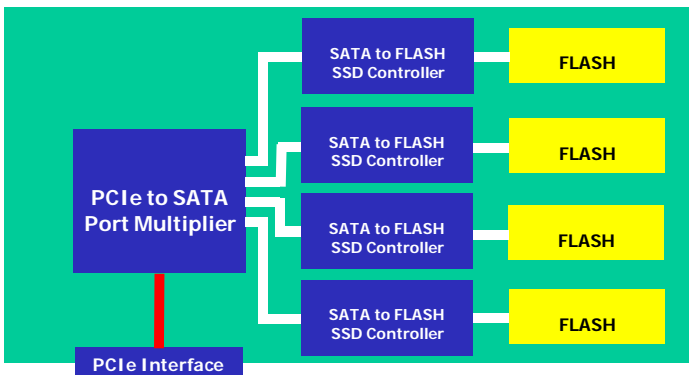 SATA to FLASH
SSD Controller
FLASH
SATA to FLASH
SSD Controller
FLASH
PCIe to SATA
Port Multiplier
SATA to FLASH
SSD Controller
FLASH
SATA to FLASH
SSD Controller
FLASH
PCIe Interface